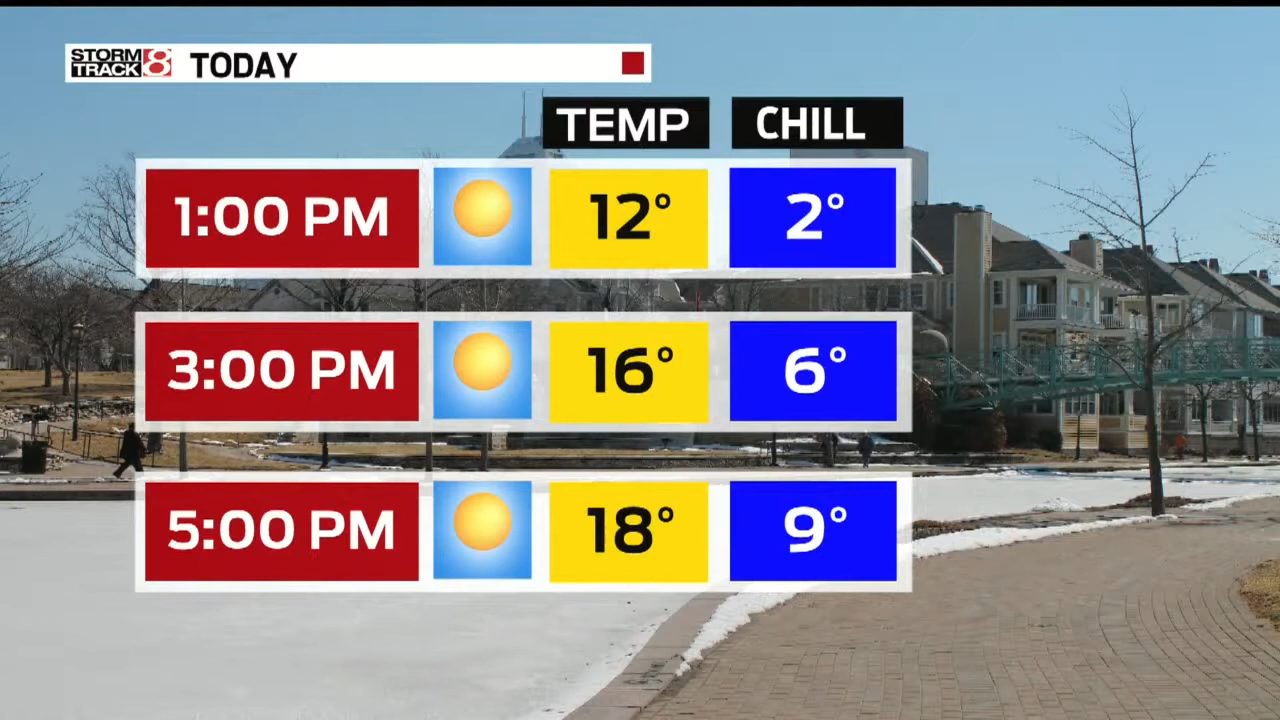 STORM TRACK 8 TODAY
TEMP CHILL
1:00 PM 12° 2°
3:00 PM 16° 6°
5:00 PM 18° 9°